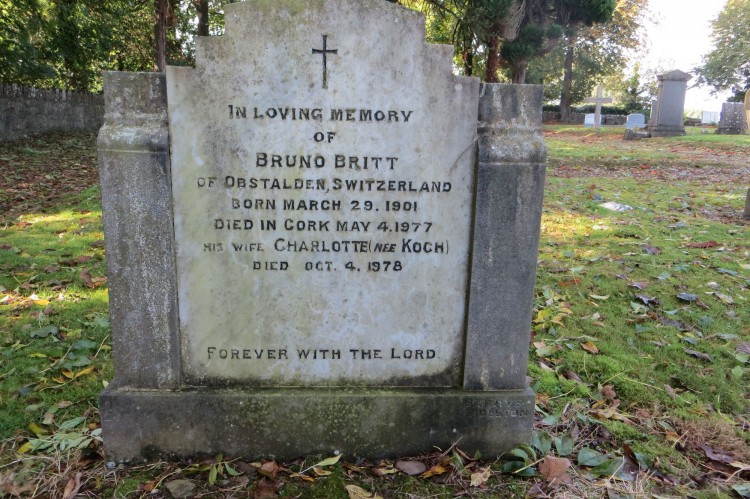 IN LOVING MEMORY
OF
BRUNO BRITT
OF OBSTALDEN, SWITZERLAND
BORN MARCH 29. 1901
DIED IN CORK MAY 4, 1977
HIS WIFE CHARLOTTE (NEE KOCH)
DIED OCT. 4. 1978
FOREVER WITH THE LORD